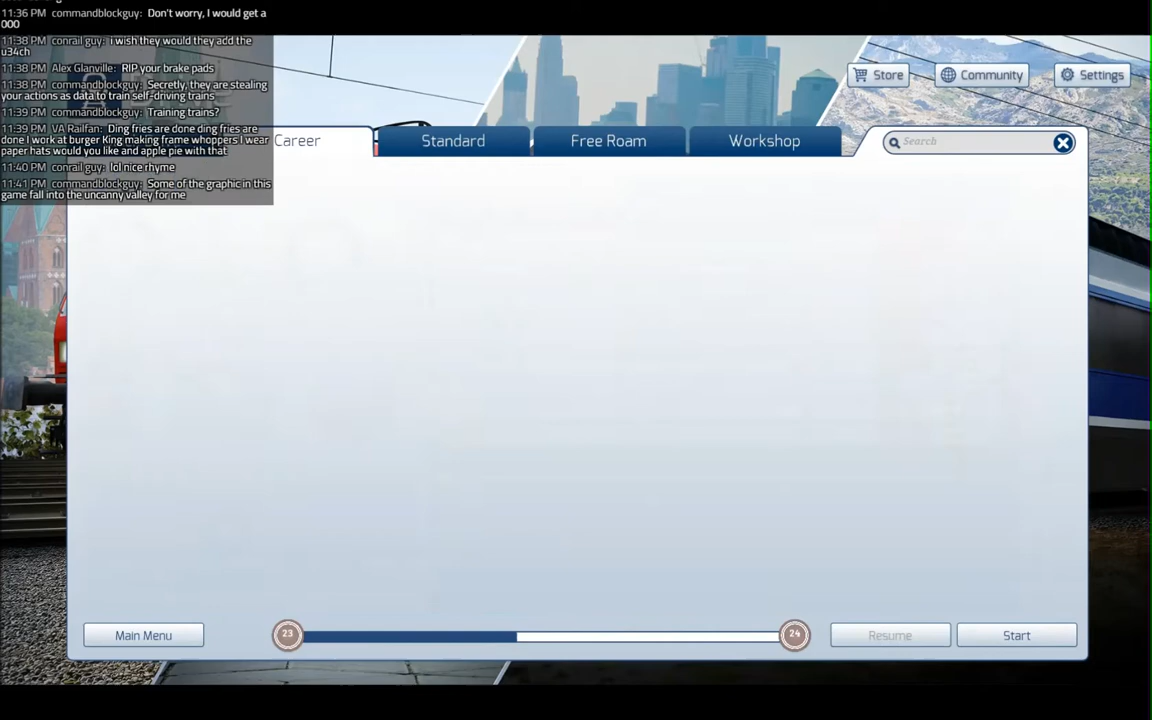 11:36 PM commandblockguy: Don't worry, I would get a
000
11:38 PM conrail guy: i wish they would they add the
u34ch
11:38 PM Alex Glanville: RIP your brake pads
11:38 PM commandblockguy: Secretly, they are stealing
your actions as data to train self-driving trains
11:39 PM commandblockguy: Training trains?
11:39 PM VA Railfan: Ding fries are done ding fries are
done I work at burger King making frame whoppers I wear
paper hats would you like and apple pie with that
11:40 PM conrail guy: lol nice rhyme
11:41 PM commandblockguy: Some of the graphic in this
game fall into the uncanny valley for me
Store
Community
Settings
Career
Standard
Free Roam
Workshop
Search
Main Menu
23
24
Resume
Start